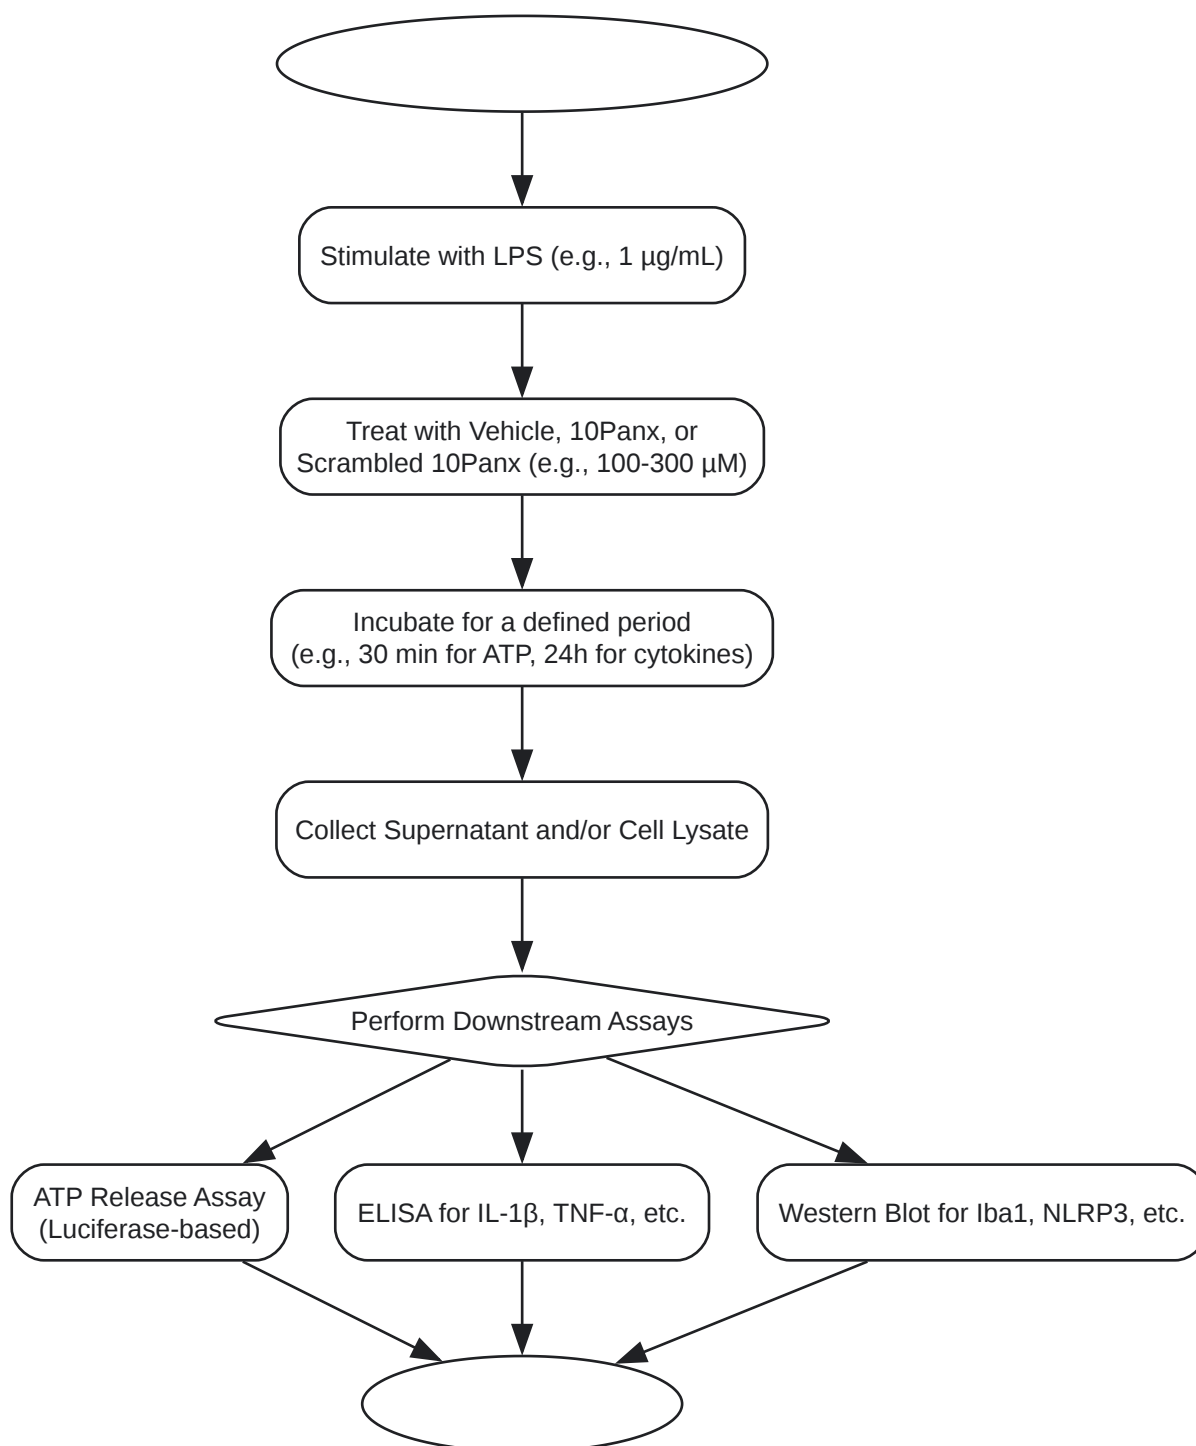 Stimulate with LPS (e.g., 1 µg/mL)
Treat with Vehicle, 10Panx, or
Scrambled 10Panx (e.g., 100-300 µM)
Incubate for a defined period
(e.g., 30 min for ATP, 24h for cytokines)
Collect Supernatant and/or Cell Lysate
Perform Downstream Assays
ATP Release Assay
(Luciferase-based)
ELISA for IL-1β, TNF-α, etc.
Western Blot for Iba1, NLRP3, etc.